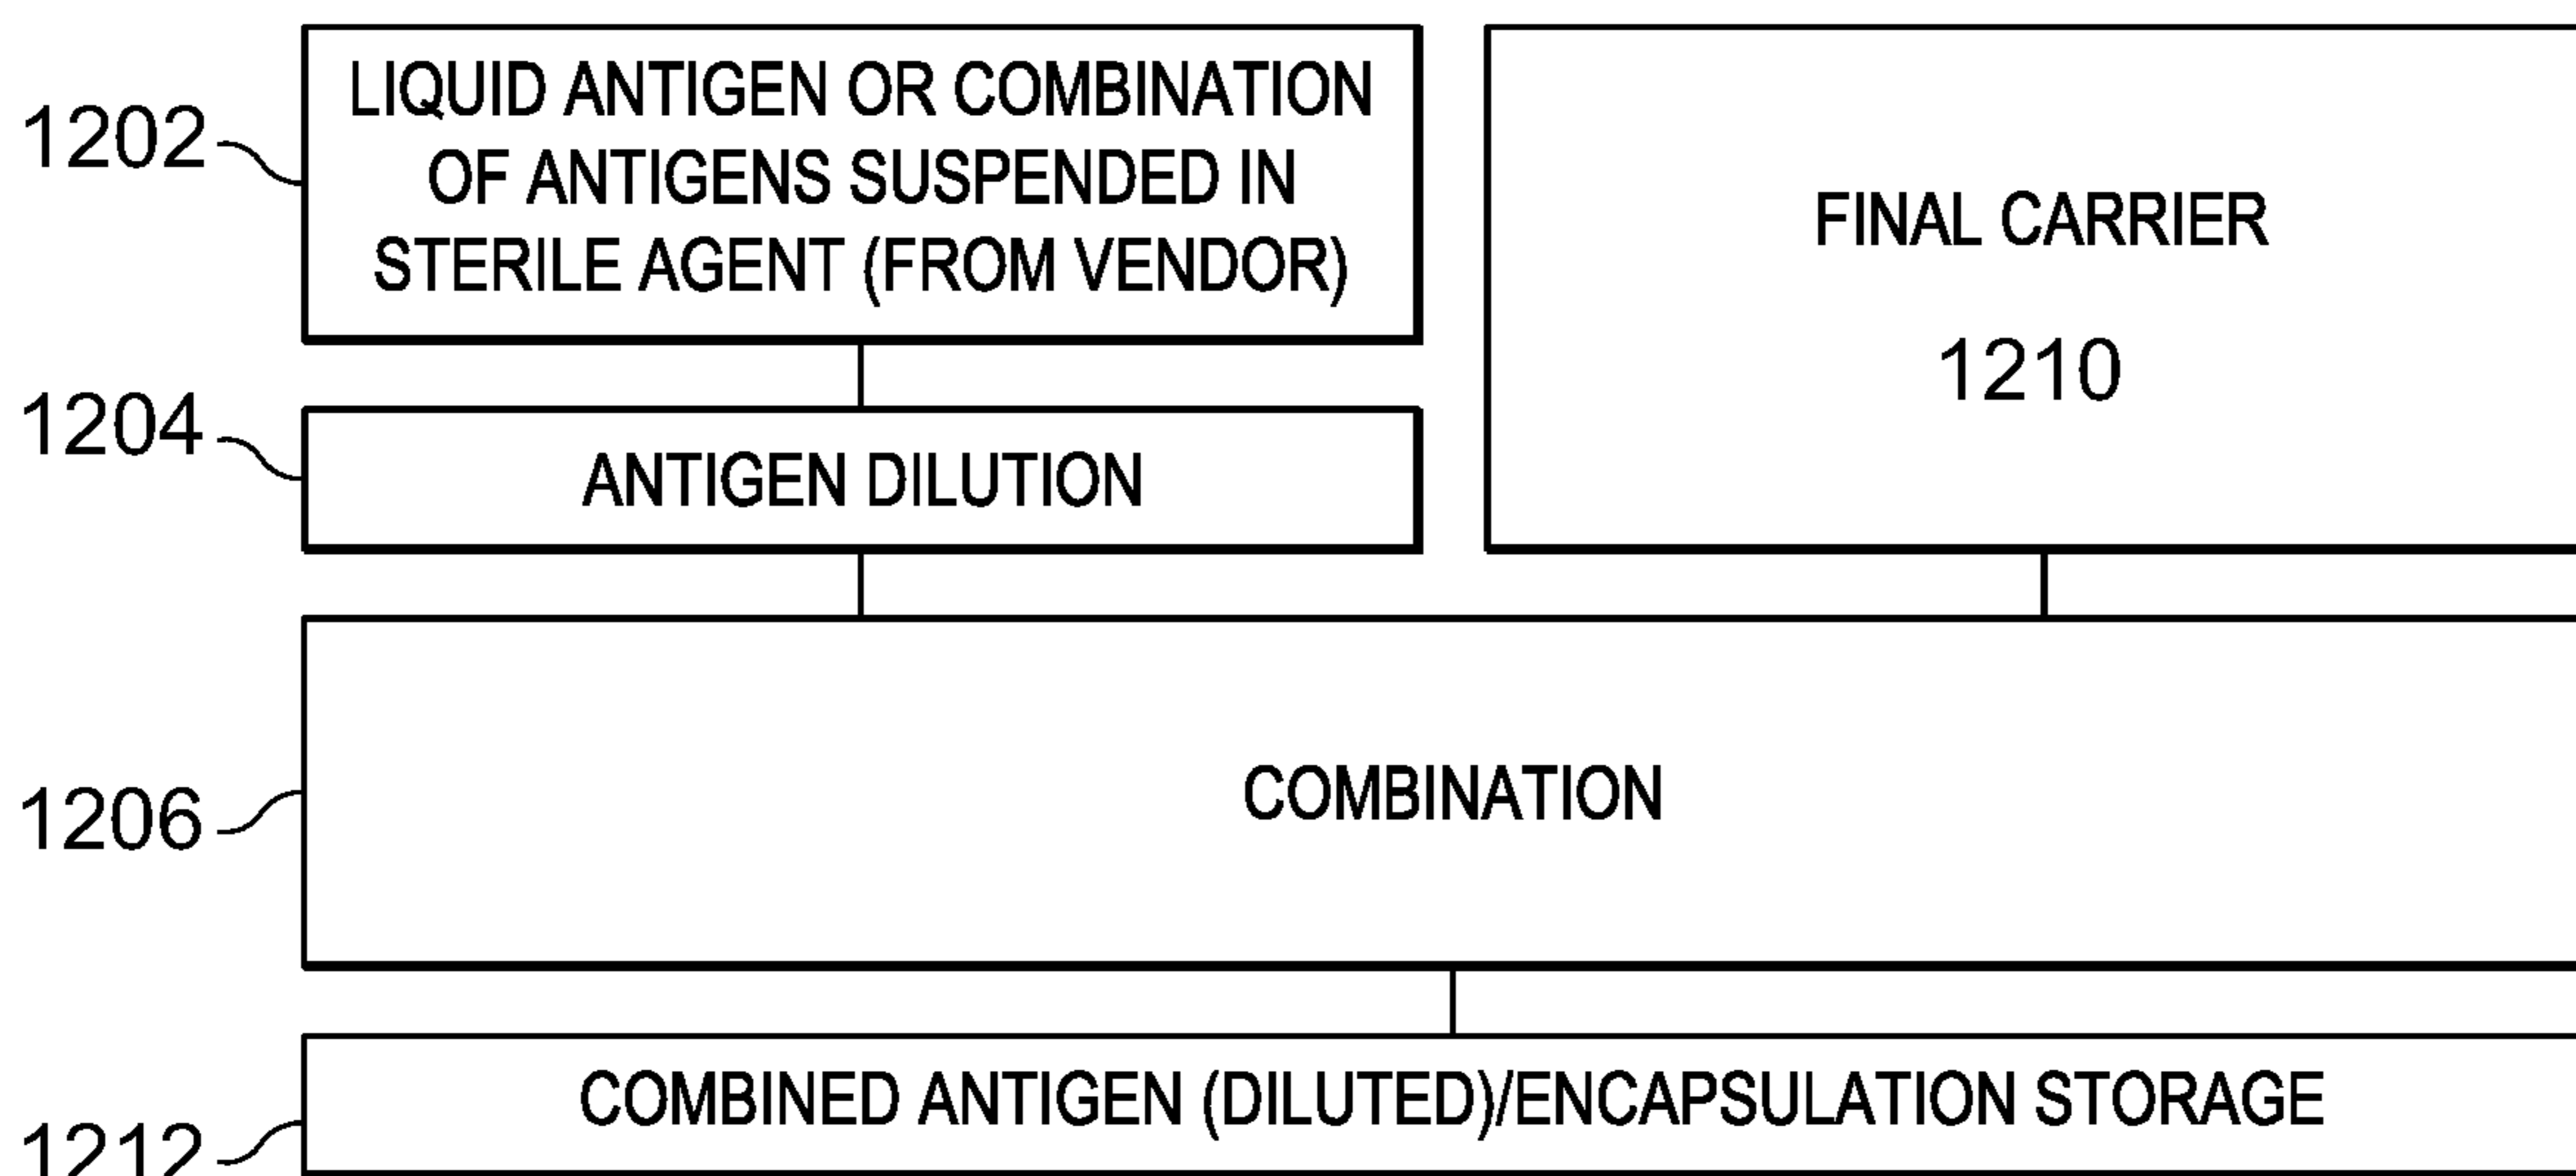 1202
LIQUID ANTIGEN OR COMBINATION
OF ANTIGENS SUSPENDED IN
STERILE AGENT (FROM VENDOR)
FINAL CARRIER
1210
1204
ANTIGEN DILUTION
1206
COMBINATION
1212
COMBINED ANTIGEN (DILUTED)/ENCAPSULATION STORAGE